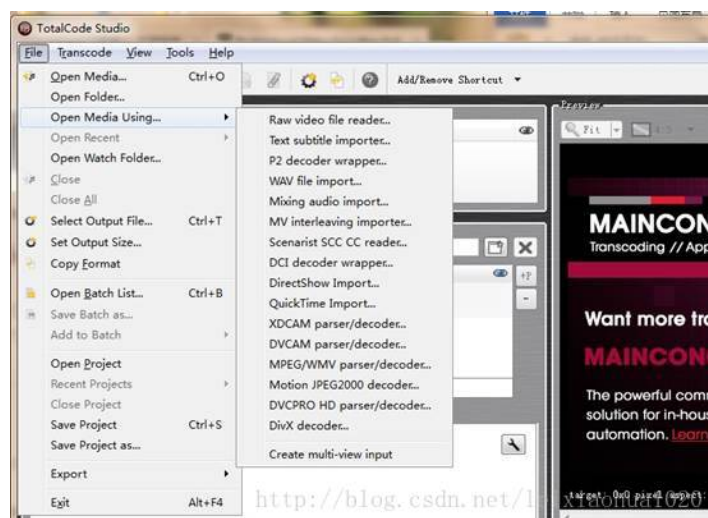 TotalCode Studio
File Transcode View Tools Help
Add/Remove Shortcut
Open Media... Ctrl+O
Open Folder...
Open Media Using...
Open Recent
Open Watch Folder...
Close
Close All
Select Output File... Ctrl+T
Set Output Size...
Copy Format
Open Batch List... Ctrl+B
Save Batch as...
Add to Batch
Open Project
Recent Projects
Close Project
Save Project Ctrl+S
Save Project as...
Export
Exit Alt+F4
Raw video file reader...
Text subtitle importer...
P2 decoder wrapper...
WAV file import...
Mixing audio import...
MV interleaving importer...
Scenarist SCC CC reader...
DCI decoder wrapper...
DirectShow Import...
QuickTime Import...
XDCAM parser/decoder...
DVCAM parser/decoder...
MPEG/WMV parser/decoder...
Motion JPEG2000 decoder...
DVCPRO HD parser/decoder...
DivX decoder...
Create multi-view input
+P
-
Preview
Fit
MAINCON
Transcoding // App
Want more tra
MAINCON
The powerful com
solution for in-hous
automation. Learn
target: 0x0 pixel aspect:
http://blog.csdn.net/